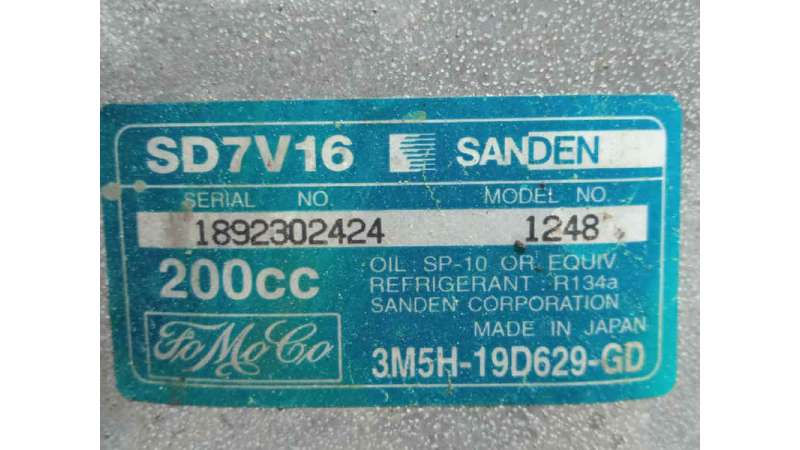 SD7V16 SANDEN
SERIAL NO. MODEL NO.
1892302424 1248
200cc
OIL : SP-10 OR EQUIV
REFRIGERANT : R134a
SANDEN CORPORATION
MADE IN JAPAN
FoMoCo
3M5H-19D629-GD